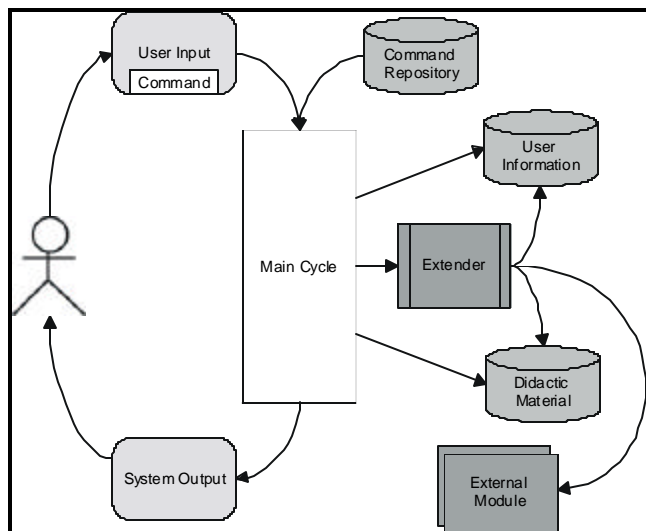 User Input
Command
Command
Repository
User
Information
Main Cycle
Extender
Didactic
Material
System Output
External
Module